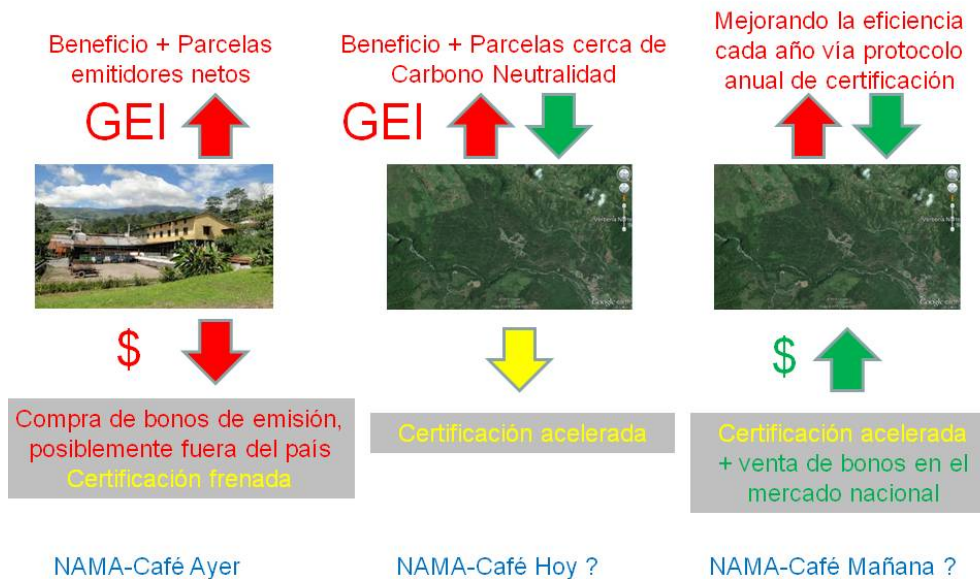 Beneficio + Parcelas
emitidores netos
GEI
$
Compra de bonos de emisión,
posiblemente fuera del país
Certificación frenada
NAMA-Café Ayer
Beneficio + Parcelas cerca de
Carbono Neutralidad
GEI
Google
Certificación acelerada
NAMA-Café Hoy ?
Mejorando la eficiencia
cada año vía protocolo
anual de certificación
Google
$
Certificación acelerada
+ venta de bonos en el
mercado nacional
NAMA-Café Mañana ?